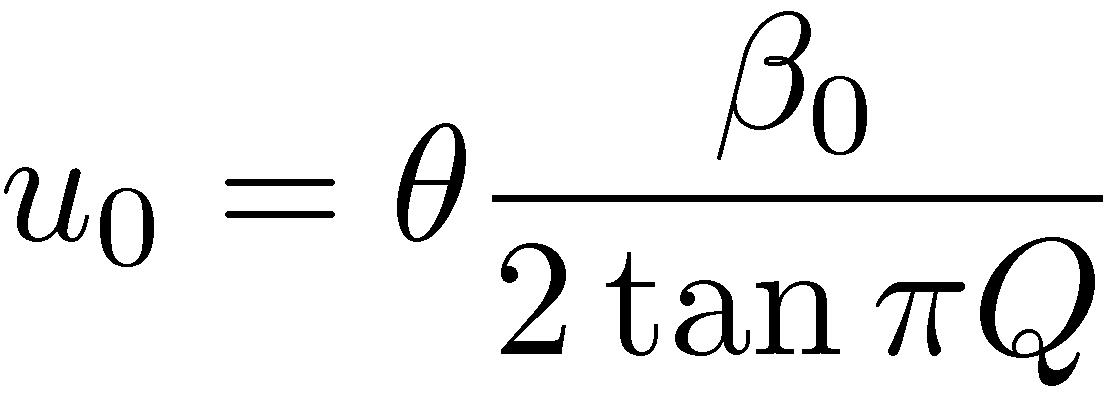 u_0 = \theta \frac{\beta_0}{2 \tan \pi Q}